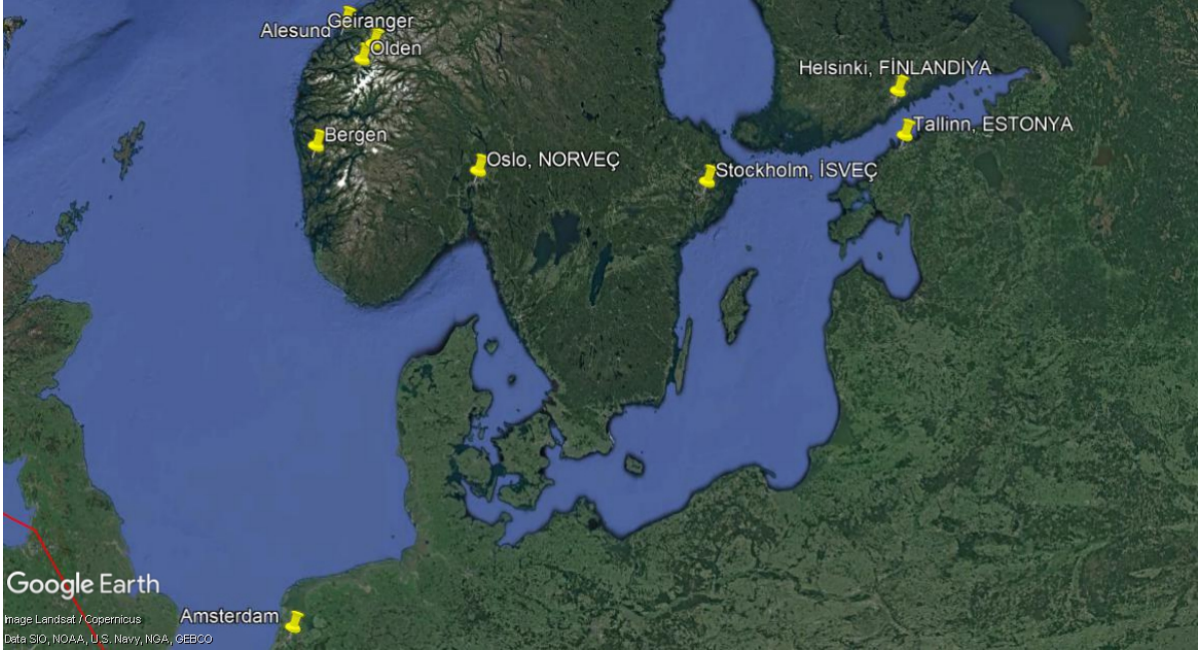 Geiranger
Alesund
Olden
Helsinki, FİNLANDİYA
Tallinn, ESTONYA
Bergen
Oslo, NORVEÇ
Stockholm, İSVEÇ
Google Earth
Amsterdam
Image Landsat / Copernicus
Data SIO, NOAA, U.S. Navy, NGA, GEBCO